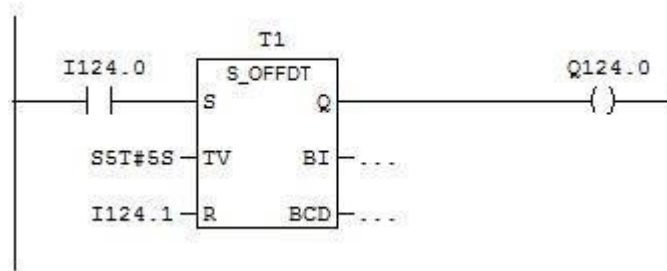 T1
I124.0 S_OFFDT Q124.0
S Q
S5T#5S TV BI ...
I124.1 R BCD ...